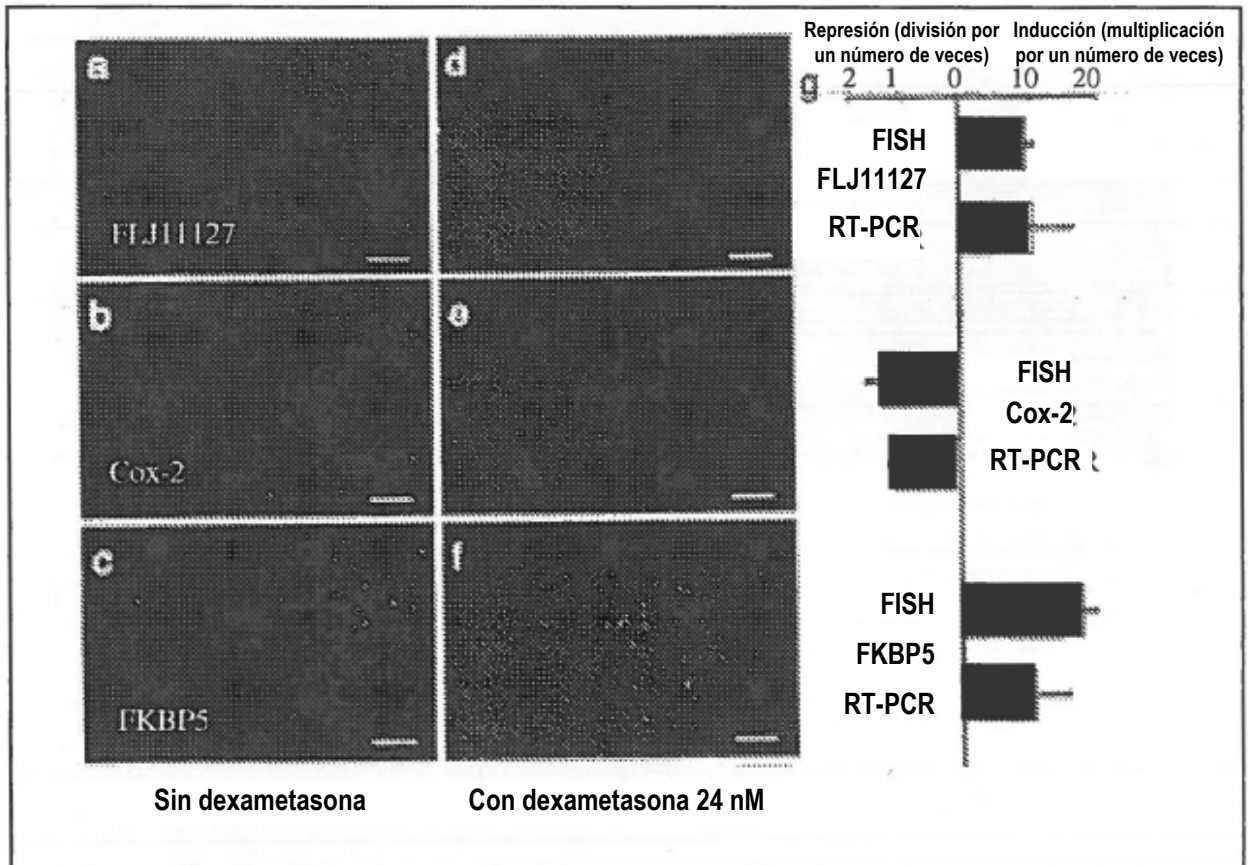 a
d
Represión (división por
un número de veces)
Inducción (multiplicación
por un número de veces)
g 2 1 0 10 20
FISH
FLJ11127
RT-PCR
FLJ11127
b
e
FISH
Cox-2
RT-PCR
Cox-2
c
f
FISH
FKBP5
RT-PCR
FKBP5
Sin dexametasona
Con dexametasona 24 nM